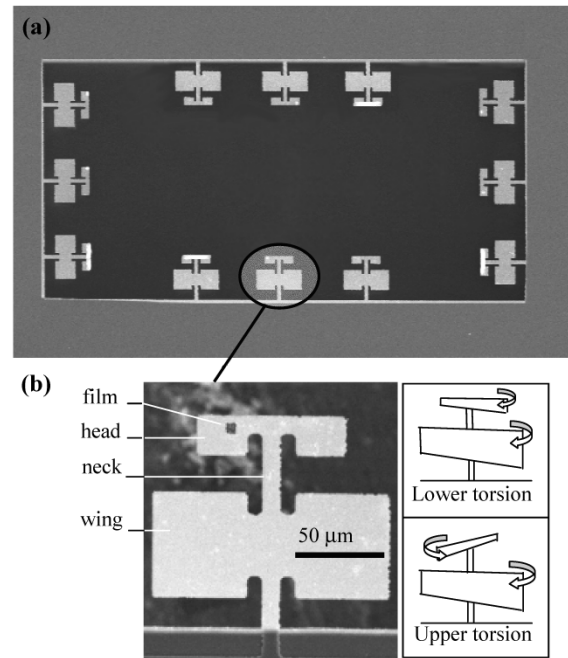 (a)
(b)
film
head
neck
wing
50 μm
Lower torsion
Upper torsion